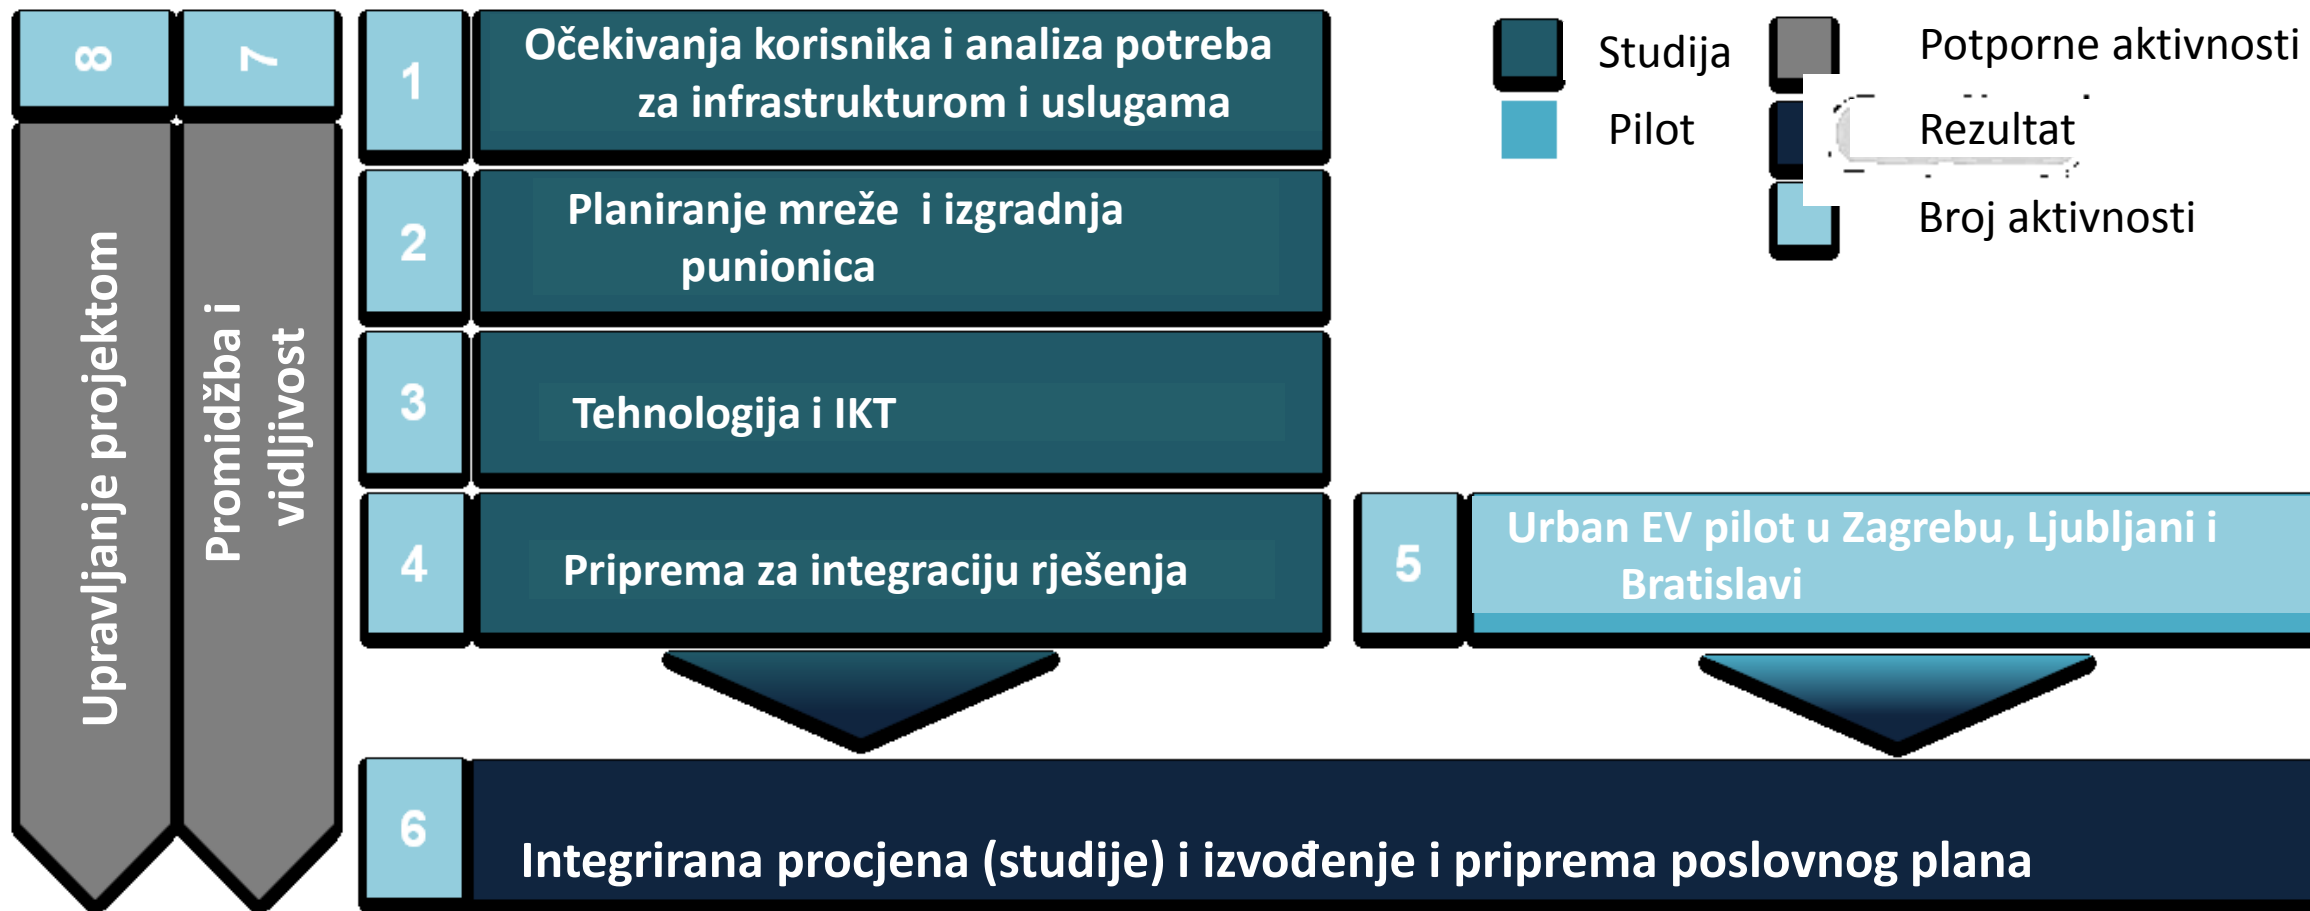 8
Upravljanje projektom
7
Promidžba i
vidljivost
1
Očekivanja korisnika i analiza potreba
za infrastrukturom i uslugama
2
Planiranje mreže i izgradnja
punionica
3
Tehnologija i IKT
4
Priprema za integraciju rješenja
Studija
Pilot
Potporne aktivnosti
Rezultat
Broj aktivnosti
5
Urban EV pilot u Zagrebu, Ljubljani i
Bratislavi
6
Integrirana procjena (studije) i izvođenje i priprema poslovnog plana